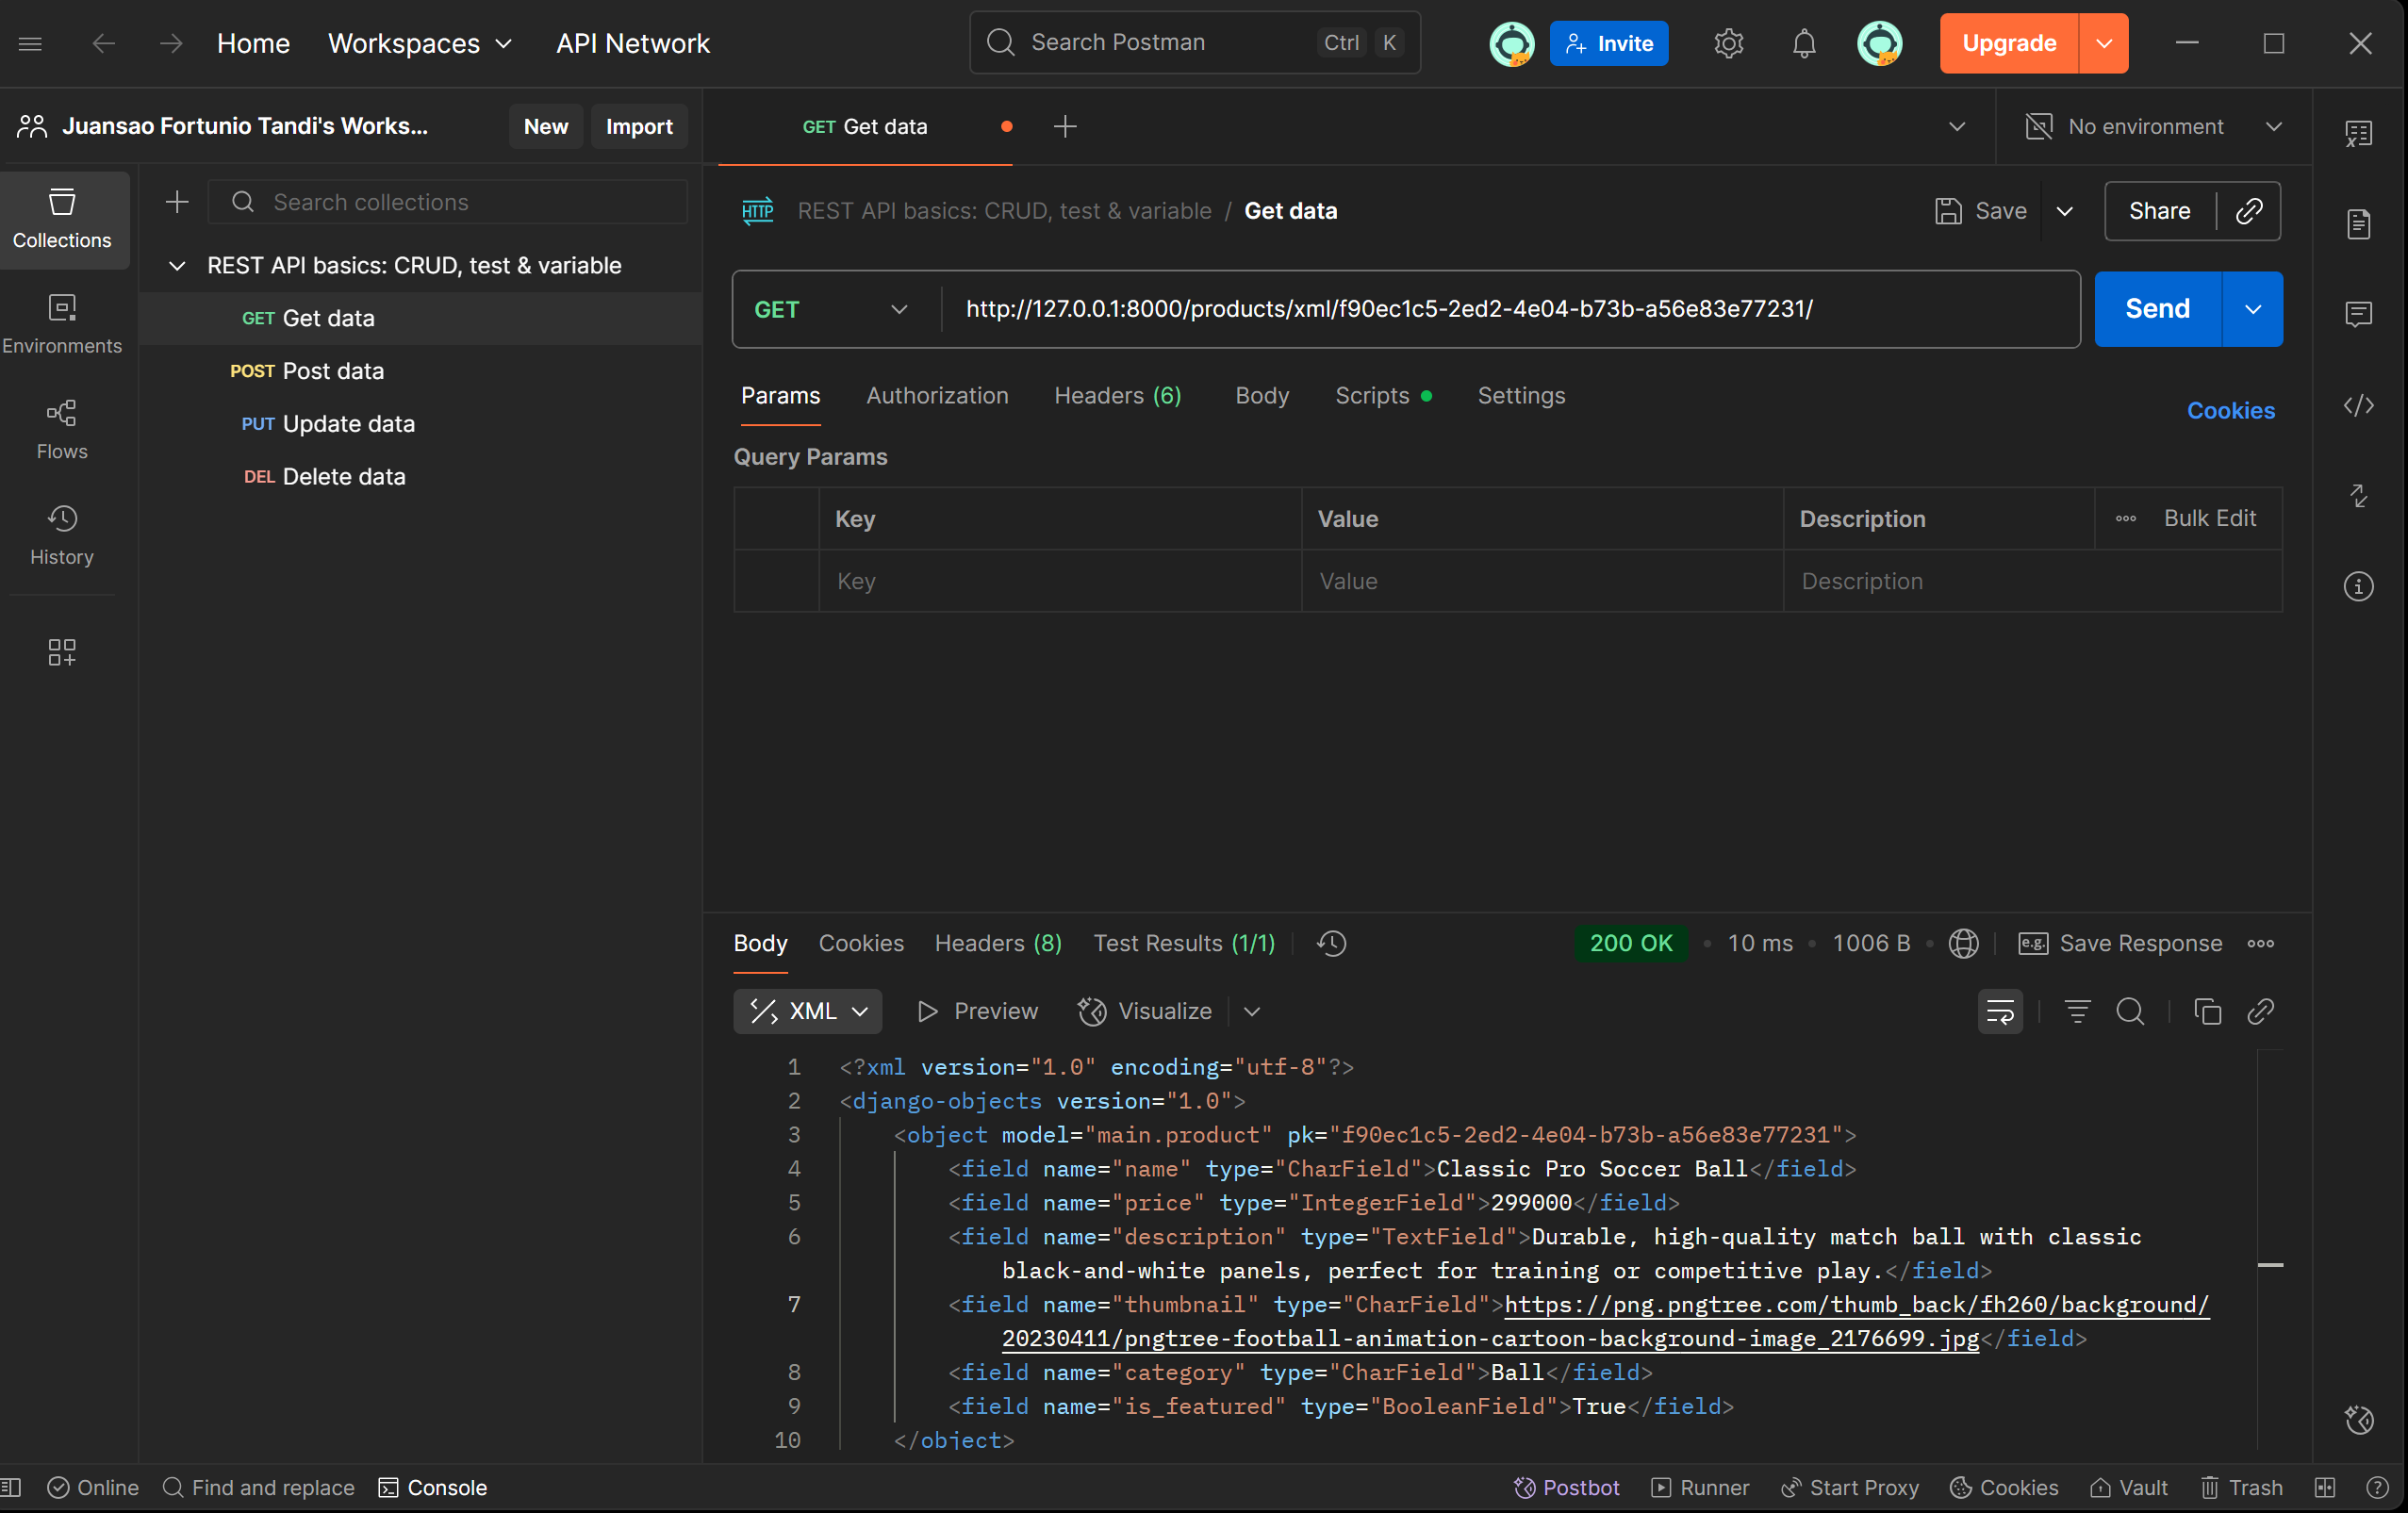 Home Workspaces API Network Search Postman Ctrl K Invite Upgrade
Juansao Fortunio Tandi's Works... New Import GET Get data No environment
Collections
Environments
Flows
History
Search collections
REST API basics: CRUD, test & variable
GET Get data
POST Post data
PUT Update data
DEL Delete data
HTTP REST API basics: CRUD, test & variable / Get data Save Share
GET http://127.0.0.1:8000/products/xml/f90ec1c5-2ed2-4e04-b73b-a56e83e77231/ Send
Params Authorization Headers (6) Body Scripts Settings Cookies
Query Params
Key Value Description Bulk Edit
Key Value Description
Body Cookies Headers (8) Test Results (1/1) 200 OK • 10 ms • 1006 B • e.g. Save Response
XML Preview Visualize
1 <?xml version="1.0" encoding="utf-8"?>
2 <django-objects version="1.0">
3 <object model="main.product" pk="f90ec1c5-2ed2-4e04-b73b-a56e83e77231">
4 <field name="name" type="CharField">Classic Pro Soccer Ball</field>
5 <field name="price" type="IntegerField">299000</field>
6 <field name="description" type="TextField">Durable, high-quality match ball with classic
black-and-white panels, perfect for training or competitive play.</field>
7 <field name="thumbnail" type="CharField">https://png.pngtree.com/thumb_back/fh260/background/
20230411/pngtree-football-animation-cartoon-background-image_2176699.jpg</field>
8 <field name="category" type="CharField">Ball</field>
9 <field name="is_featured" type="BooleanField">True</field>
10 </object>
Online Find and replace Console Postbot Runner Start Proxy Cookies Vault Trash